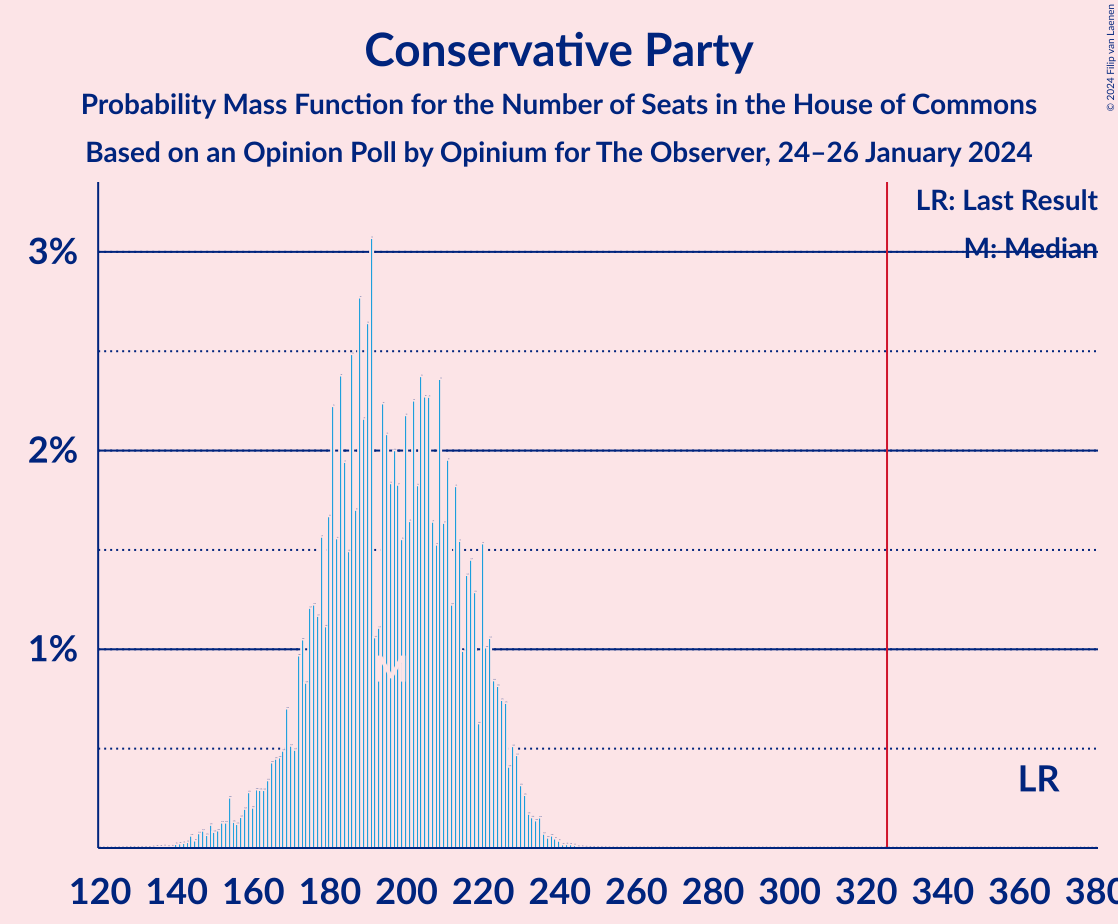 Conservative Party
Probability Mass Function for the Number of Seats in the House of Commons
Based on an Opinion Poll by Opinium for The Observer, 24–26 January 2024
© 2024 Filip van Laenen
LR: Last Result
M: Median
3%
2%
1%
M
LR
120 140 160 180 200 220 240 260 280 300 320 340 360 380